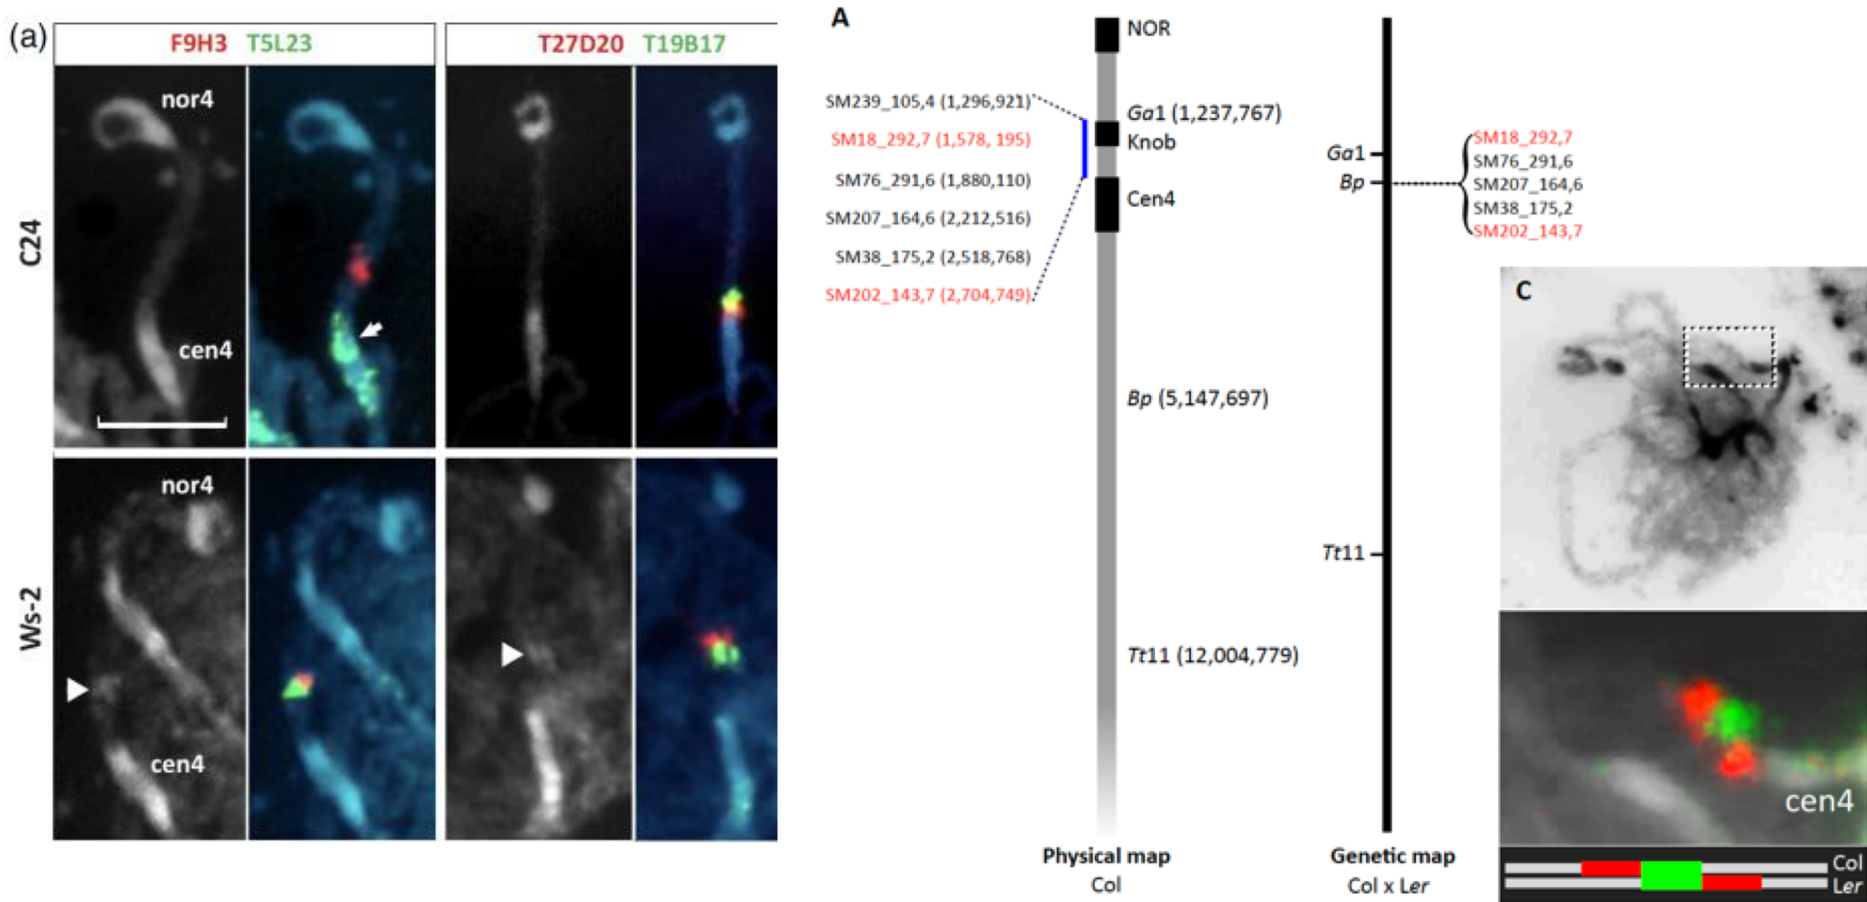 (a)
F9H3 T5L23
T27D20 T19B17
C24
nor4
cen4
Ws-2
nor4
cen4
A
NOR
Ga1 (1,237,767)
Knob
Cen4
Bp (5,147,697)
Tt11 (12,004,779)
SM239_105,4 (1,296,921)
SM18_292,7 (1,578, 195)
SM76_291,6 (1,880,110)
SM207_164,6 (2,212,516)
SM38_175,2 (2,518,768)
SM202_143,7 (2,704,749)
Physical map
Col
Ga1
Bp
Tt11
SM18_292,7
SM76_291,6
SM207_164,6
SM38_175,2
SM202_143,7
Genetic map
Col x Ler
C
cen4
Col
Ler